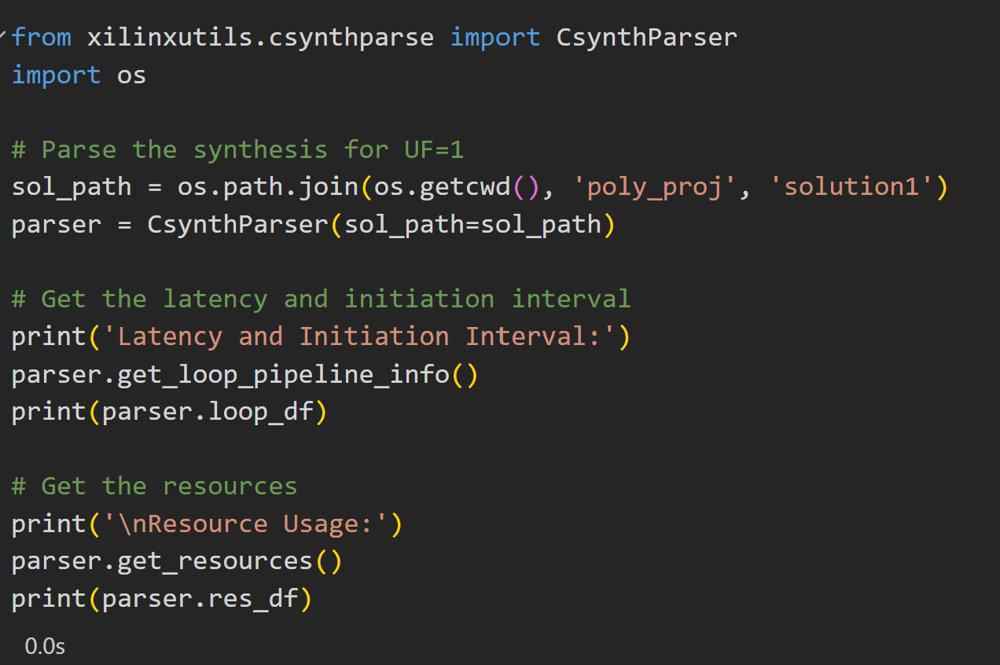 from xilinxutils.csynthparse import CsynthParser
import os
# Parse the synthesis for UF=1
sol_path = os.path.join(os.getcwd(), 'poly_proj', 'solution1')
parser = CsynthParser(sol_path=sol_path)
# Get the latency and initiation interval
print('Latency and Initiation Interval:')
parser.get_loop_pipeline_info()
print(parser.loop_df)
# Get the resources
print('\nResource Usage:')
parser.get_resources()
print(parser.res_df)
0.0s